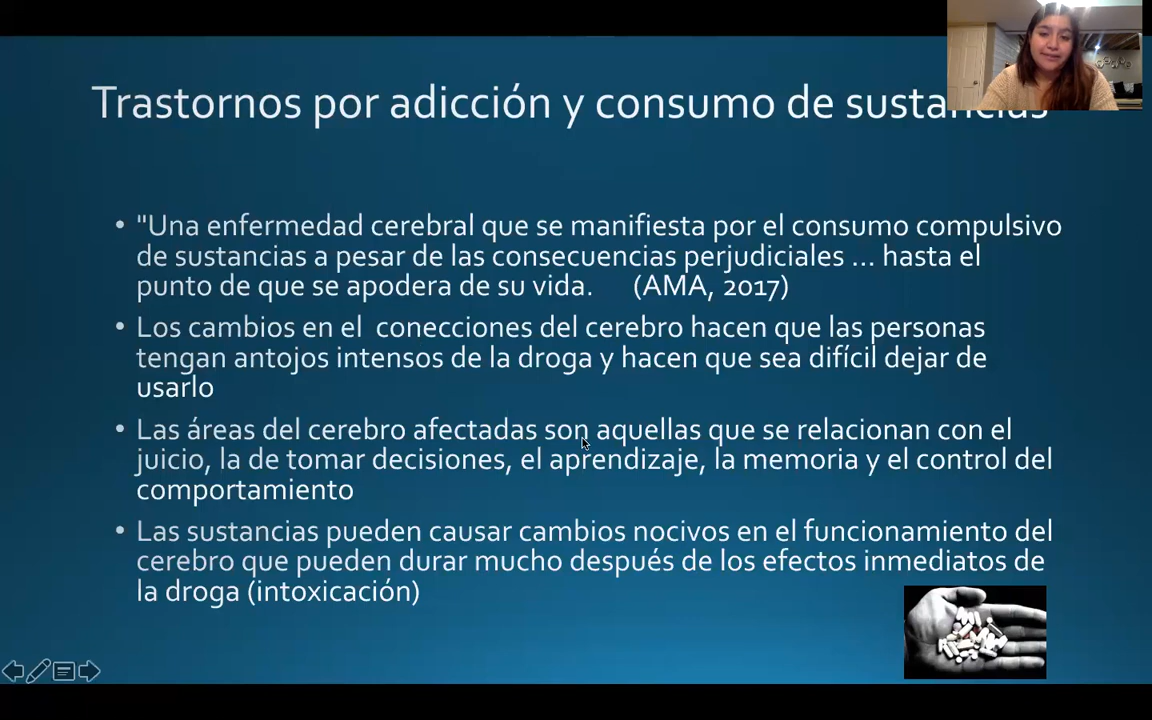 Trastornos por adicción y consumo de sustancias
• "Una enfermedad cerebral que se manifiesta por el consumo compulsivo
de sustancias a pesar de las consecuencias perjudiciales ... hasta el
punto de que se apodera de su vida. (AMA, 2017)
• Los cambios en el conecciones del cerebro hacen que las personas
tengan antojos intensos de la droga y hacen que sea difícil dejar de
usarlo
• Las áreas del cerebro afectadas son aquellas que se relacionan con el
juicio, la de tomar decisiones, el aprendizaje, la memoria y el control del
comportamiento
• Las sustancias pueden causar cambios nocivos en el funcionamiento del
cerebro que pueden durar mucho después de los efectos inmediatos de
la droga (intoxicación)